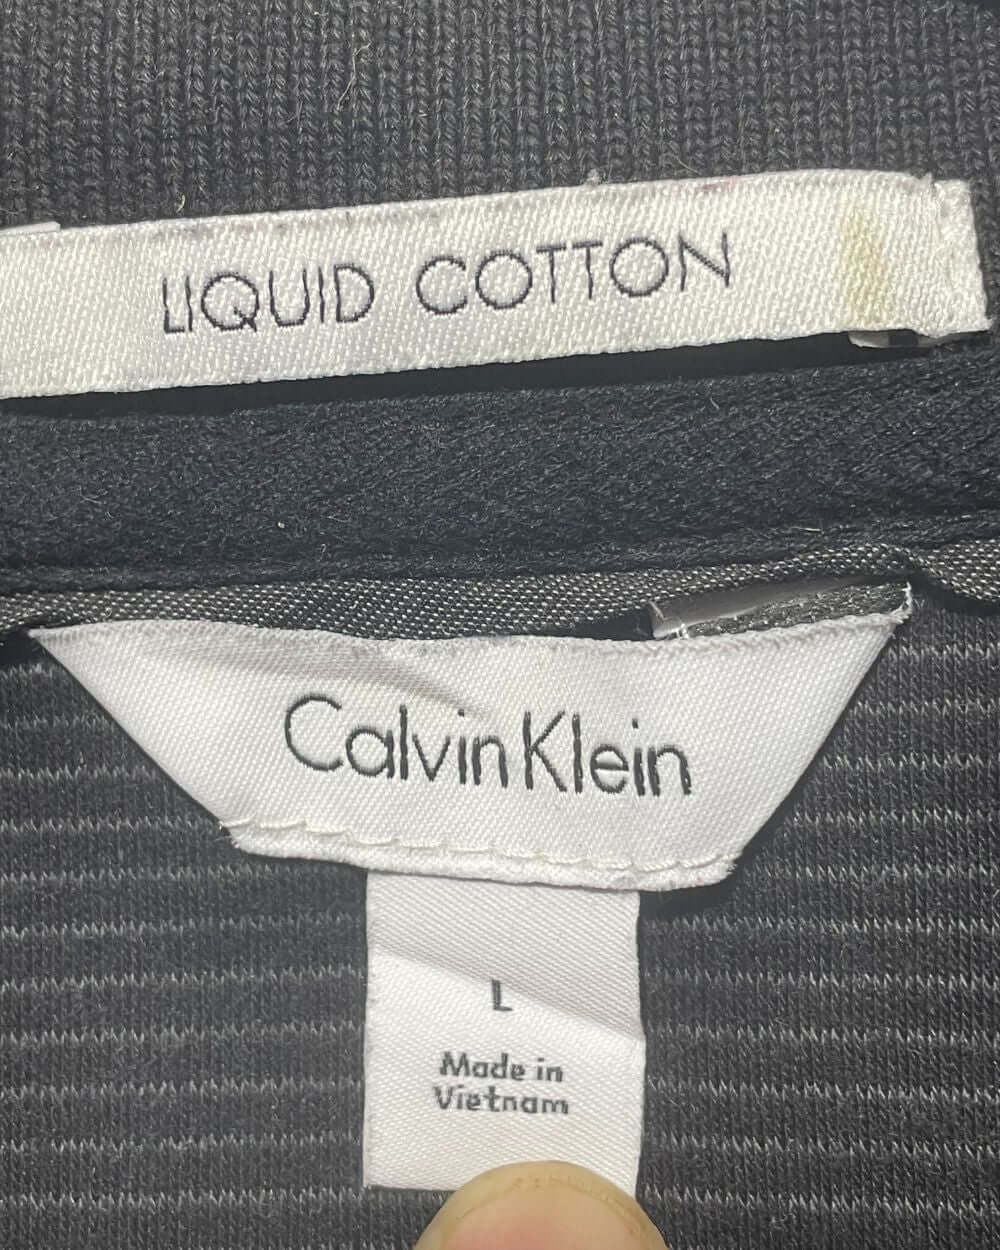 LIQUID COTTON
Calvin Klein
L
Made in
Vietnam